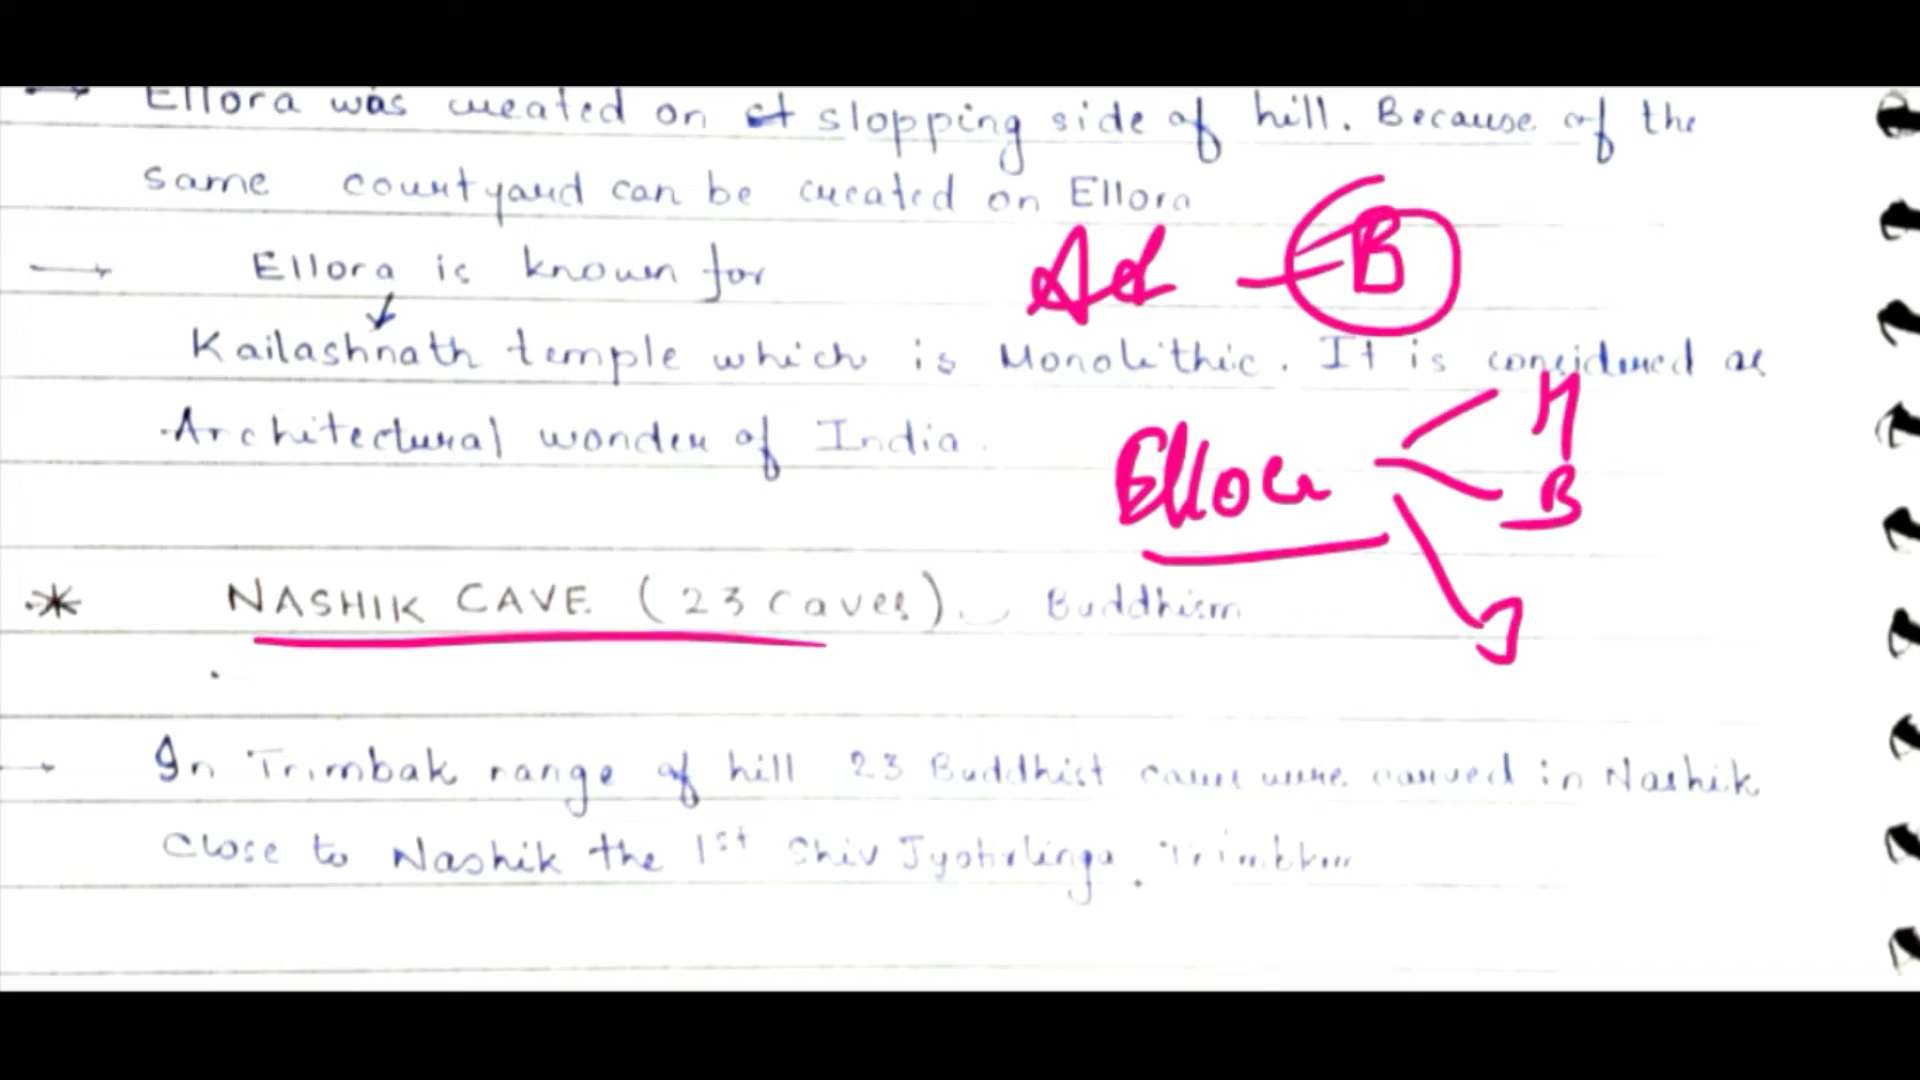 Ellora was created on slopping side of hill. Because of the
same courtyard can be created on Ellora
Ellora is known for
Ad - B
Kailashnath temple which is Monolithic. It is considered as
Architectural wonder of India.
Ellora
H
B
J
* NASHIK CAVE (23 caves). Buddhism
In Trimbak range of hill 23 Buddhist caves were carved in Nashik
Close to Nashik the 1st Shiv Jyotirlinga.